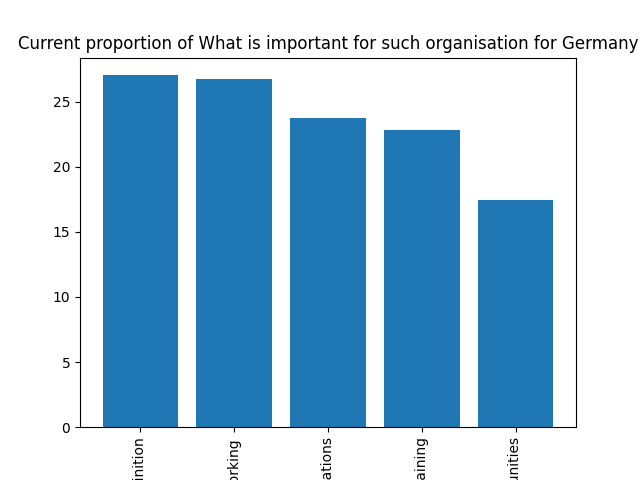 Current proportion of What is important for such organisation for Germany
25
20
15
10
5
0
inition
orking
ations
aining
unities